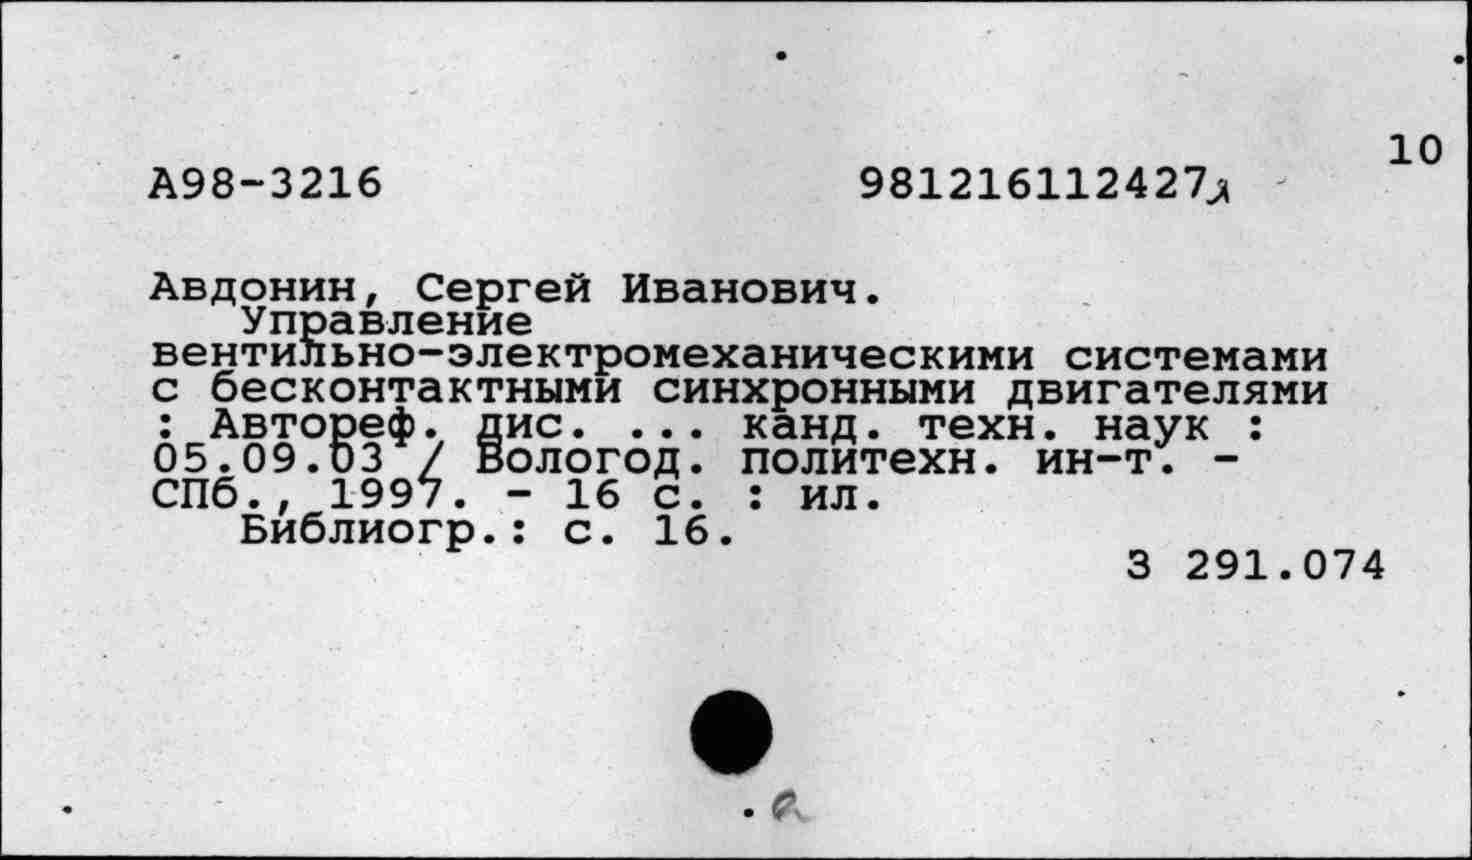 10
А98-3216 981216112427д
Авдонин, Сергей Иванович.
Управление
вентильно-электромеханическими системами
с бесконтактными синхронными двигателями
: Автореф. дис. ... канд. техн. наук :
05.09.03 / Вологод. политехн. ин-т. -
СПб., 1997. - 16 с. : ил.
Библиогр.: с. 16.
З 291.074
а